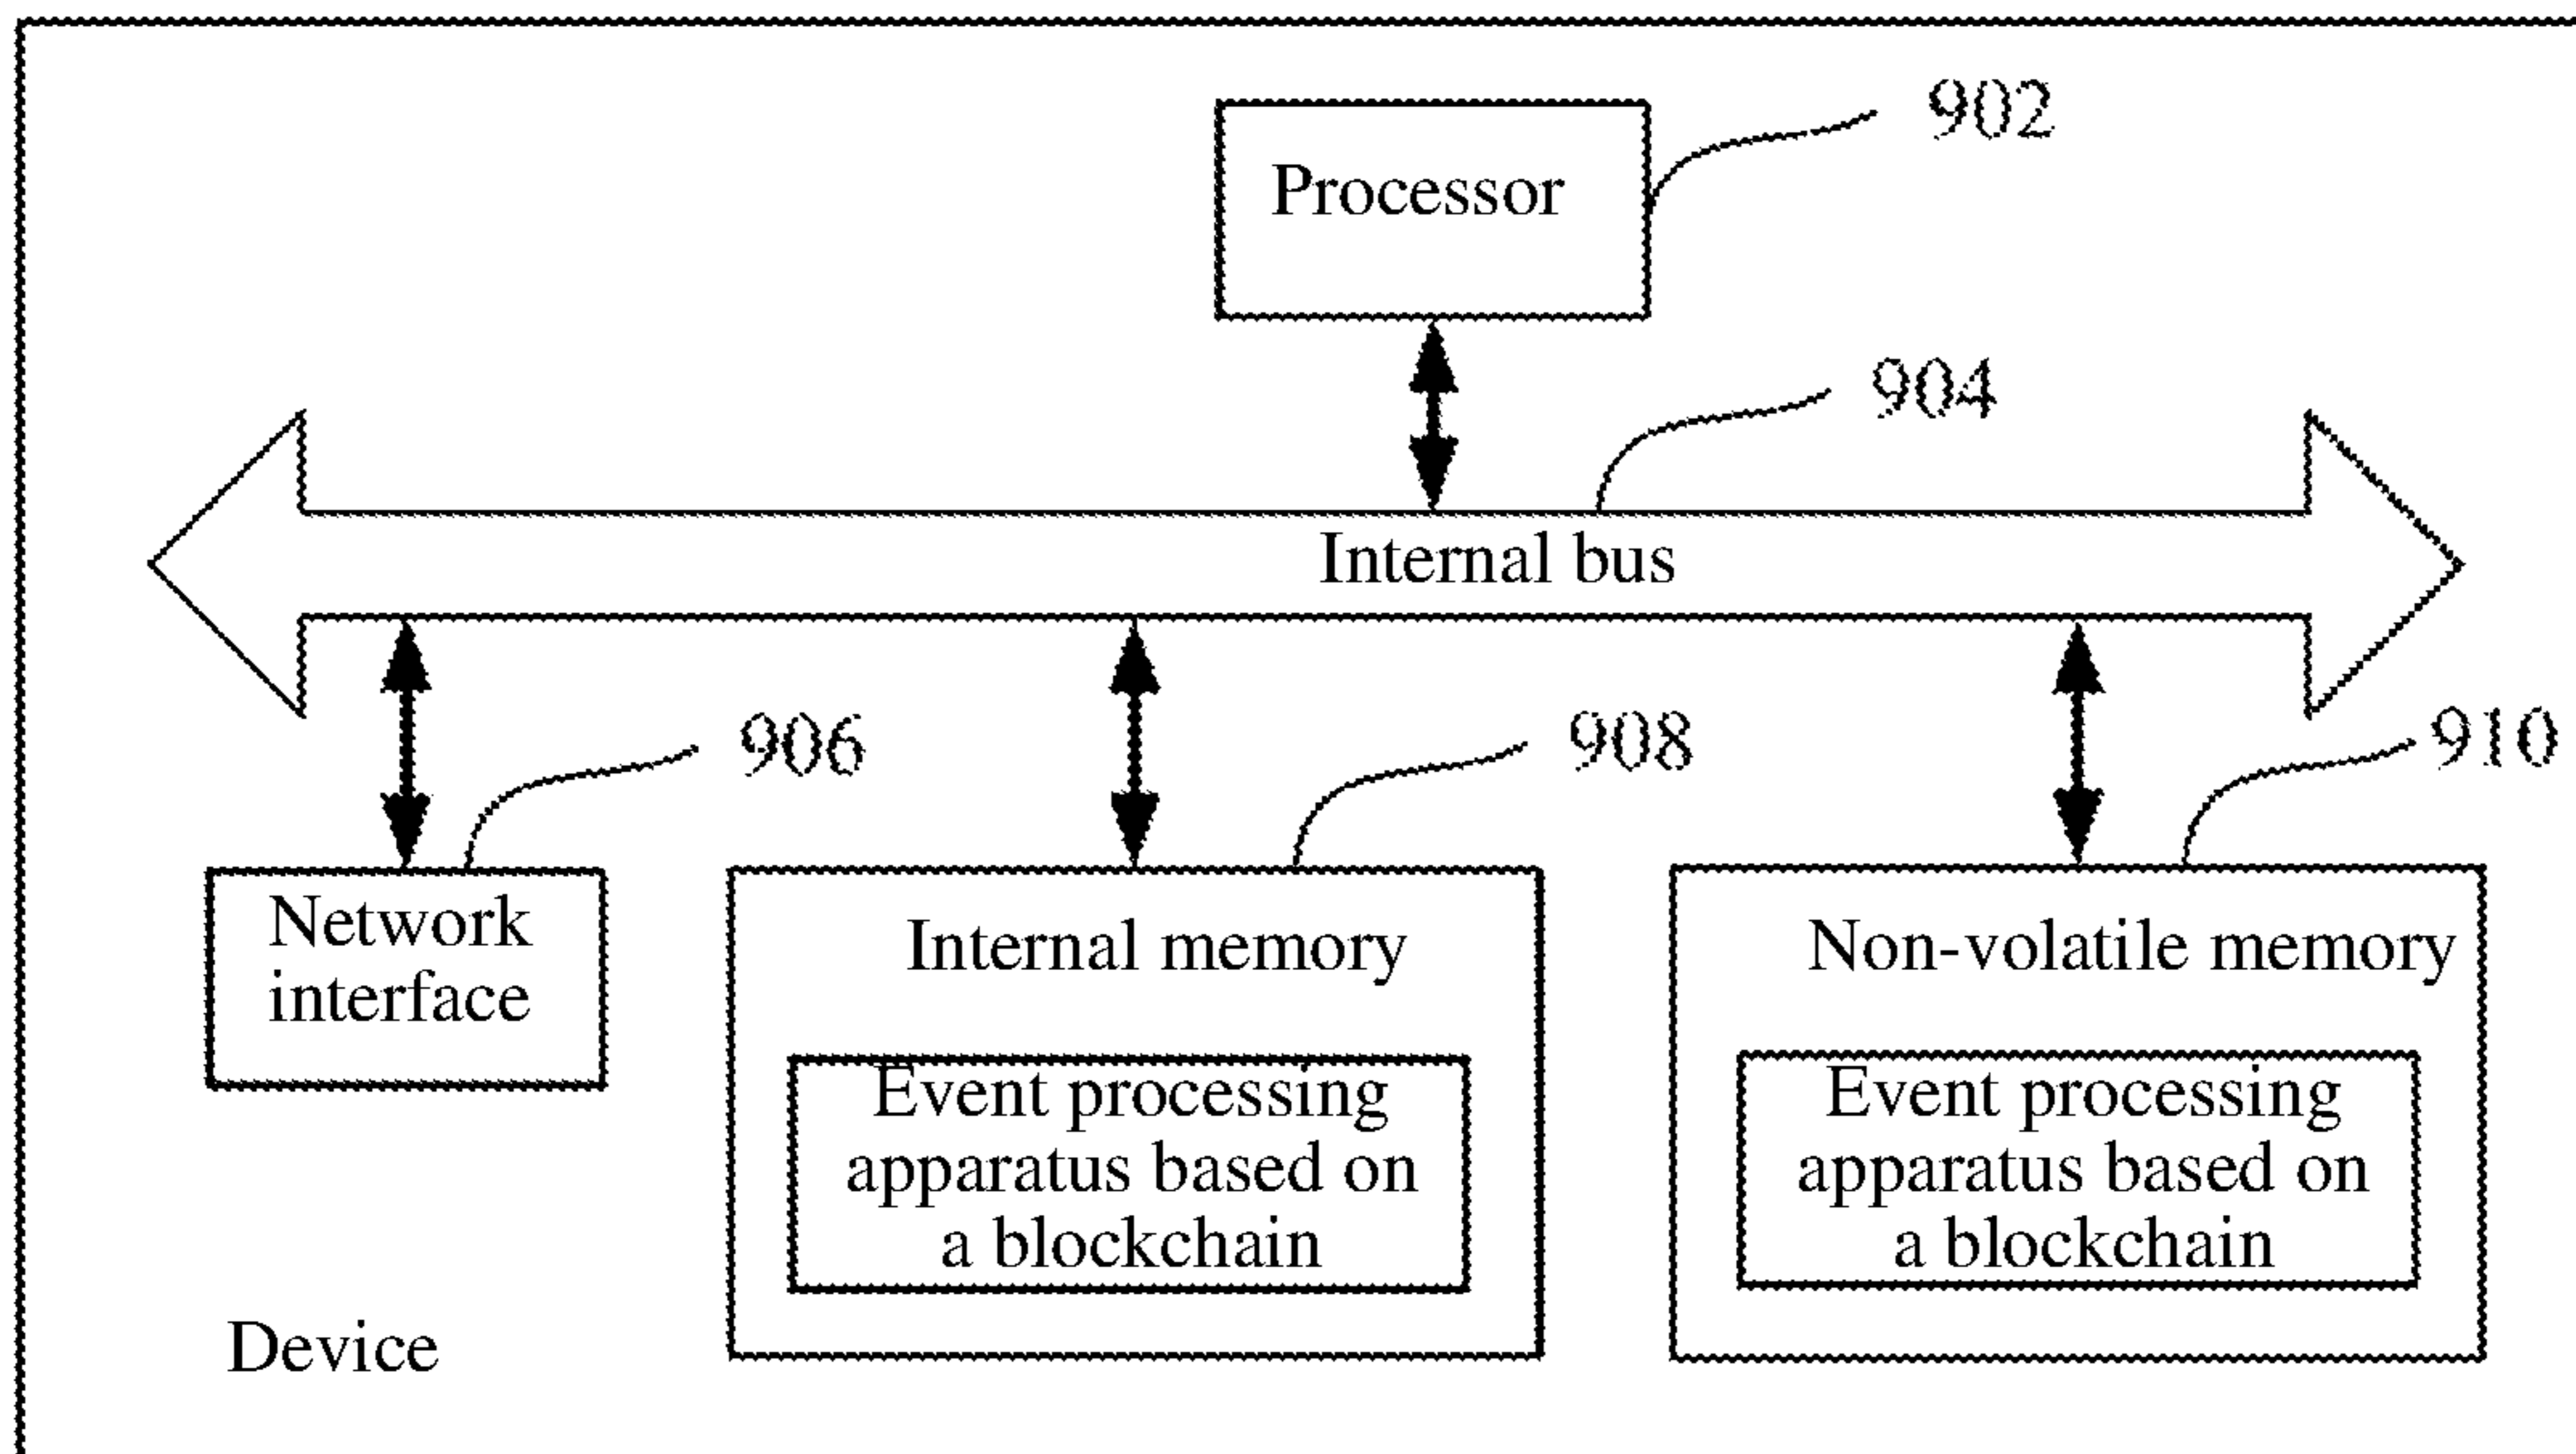 902
Processor
904
Internal bus
906
908
910
Network
interface
Internal memory
Non-volatile memory
Event processing
apparatus based on
a blockchain
Event processing
apparatus based on
a blockchain
Device